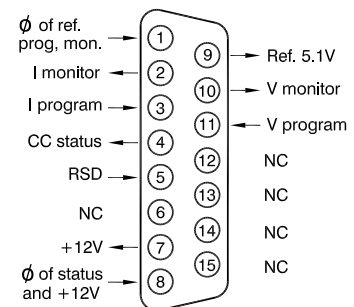 ϕ of ref.
prog, mon.
1
I monitor
2
I program
3
CC status
4
RSD
5
NC
6
+12V
7
ϕ of status
and +12V
8
9
Ref. 5.1V
10
V monitor
11
V program
12
NC
13
NC
14
NC
15
NC